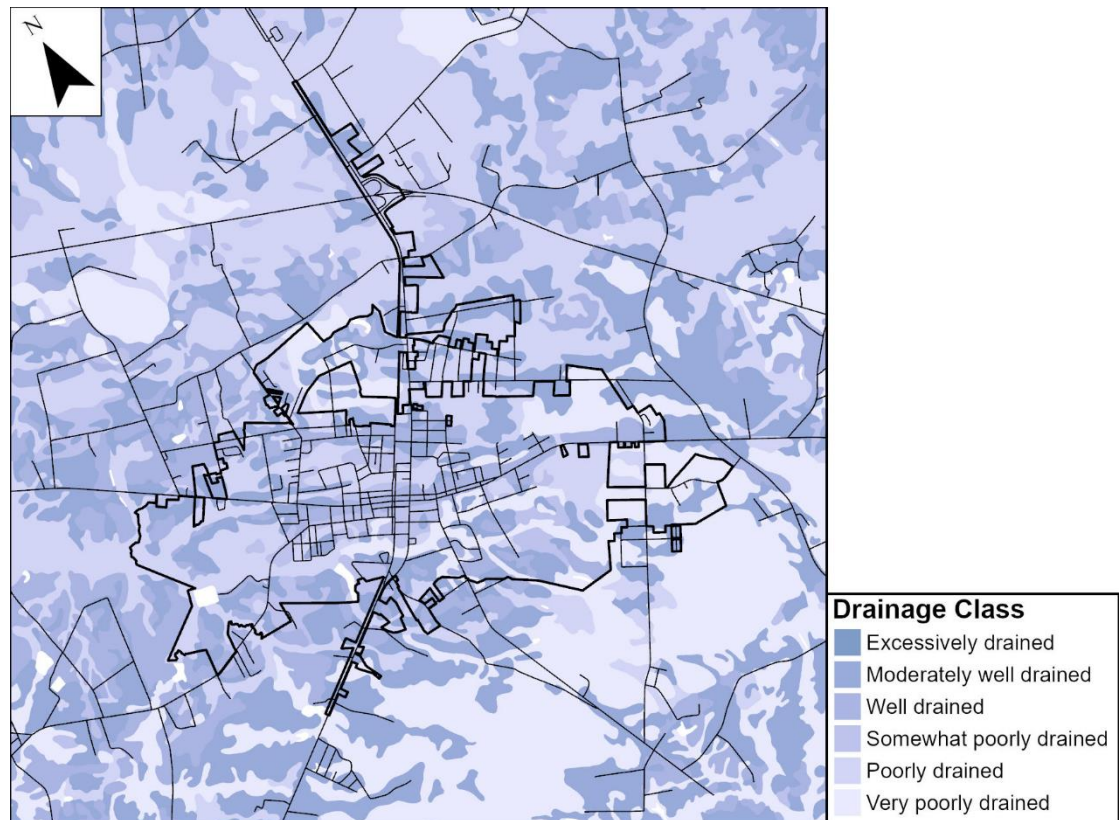 N
Drainage Class
Excessively drained
Moderately well drained
Well drained
Somewhat poorly drained
Poorly drained
Very poorly drained